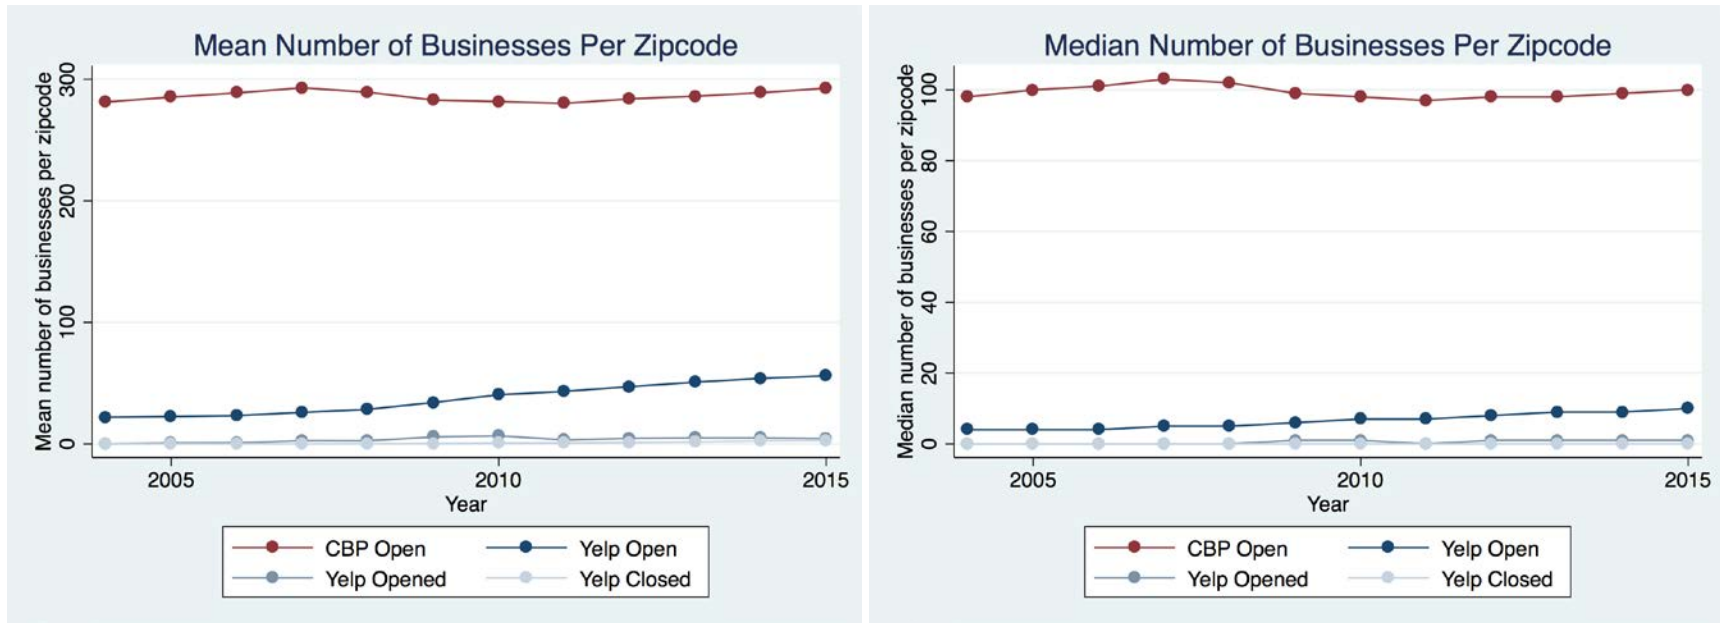 Mean Number of Businesses Per Zipcode
Mean number of businesses per zipcode
300
200
100
0
2005 2010 2015
Year
CBP Open Yelp Open
Yelp Opened Yelp Closed
Median Number of Businesses Per Zipcode
Median number of businesses per zipcode
100
80
60
40
20
0
2005 2010 2015
Year
CBP Open Yelp Open
Yelp Opened Yelp Closed